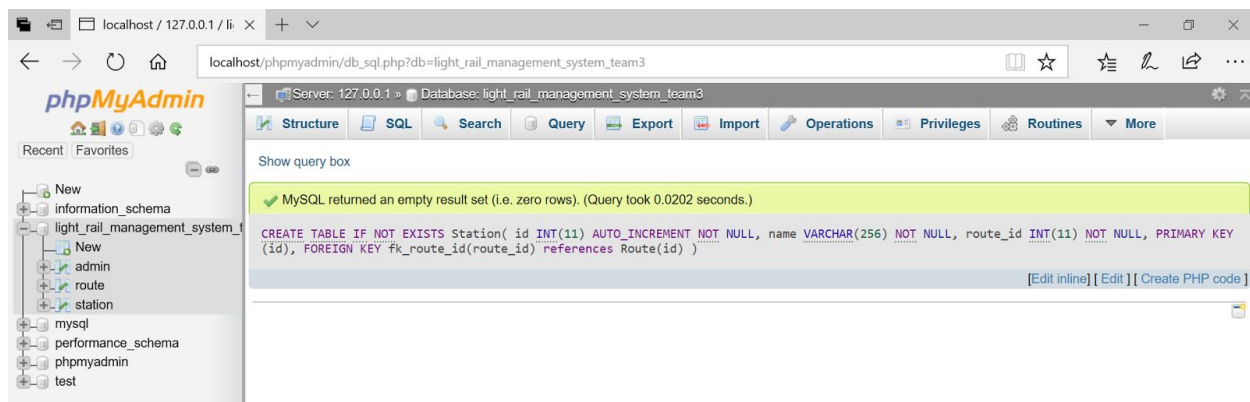 localhost / 127.0.0.1 / li
localhost/phpmyadmin/db_sql.php?db=light_rail_management_system_team3
phpMyAdmin
Recent Favorites
New
information_schema
light_rail_management_system_t
New
admin
route
station
mysql
performance_schema
phpmyadmin
test
Server: 127.0.0.1 » Database: light_rail_management_system_team3
Structure SQL Search Query Export Import Operations Privileges Routines More
Show query box
MySQL returned an empty result set (i.e. zero rows). (Query took 0.0202 seconds.)
CREATE TABLE IF NOT EXISTS Station( id INT(11) AUTO_INCREMENT NOT NULL, name VARCHAR(256) NOT NULL, route_id INT(11) NOT NULL, PRIMARY KEY
(id), FOREIGN KEY fk_route_id(route_id) references Route(id) )
[Edit inline] [ Edit ] [ Create PHP code ]